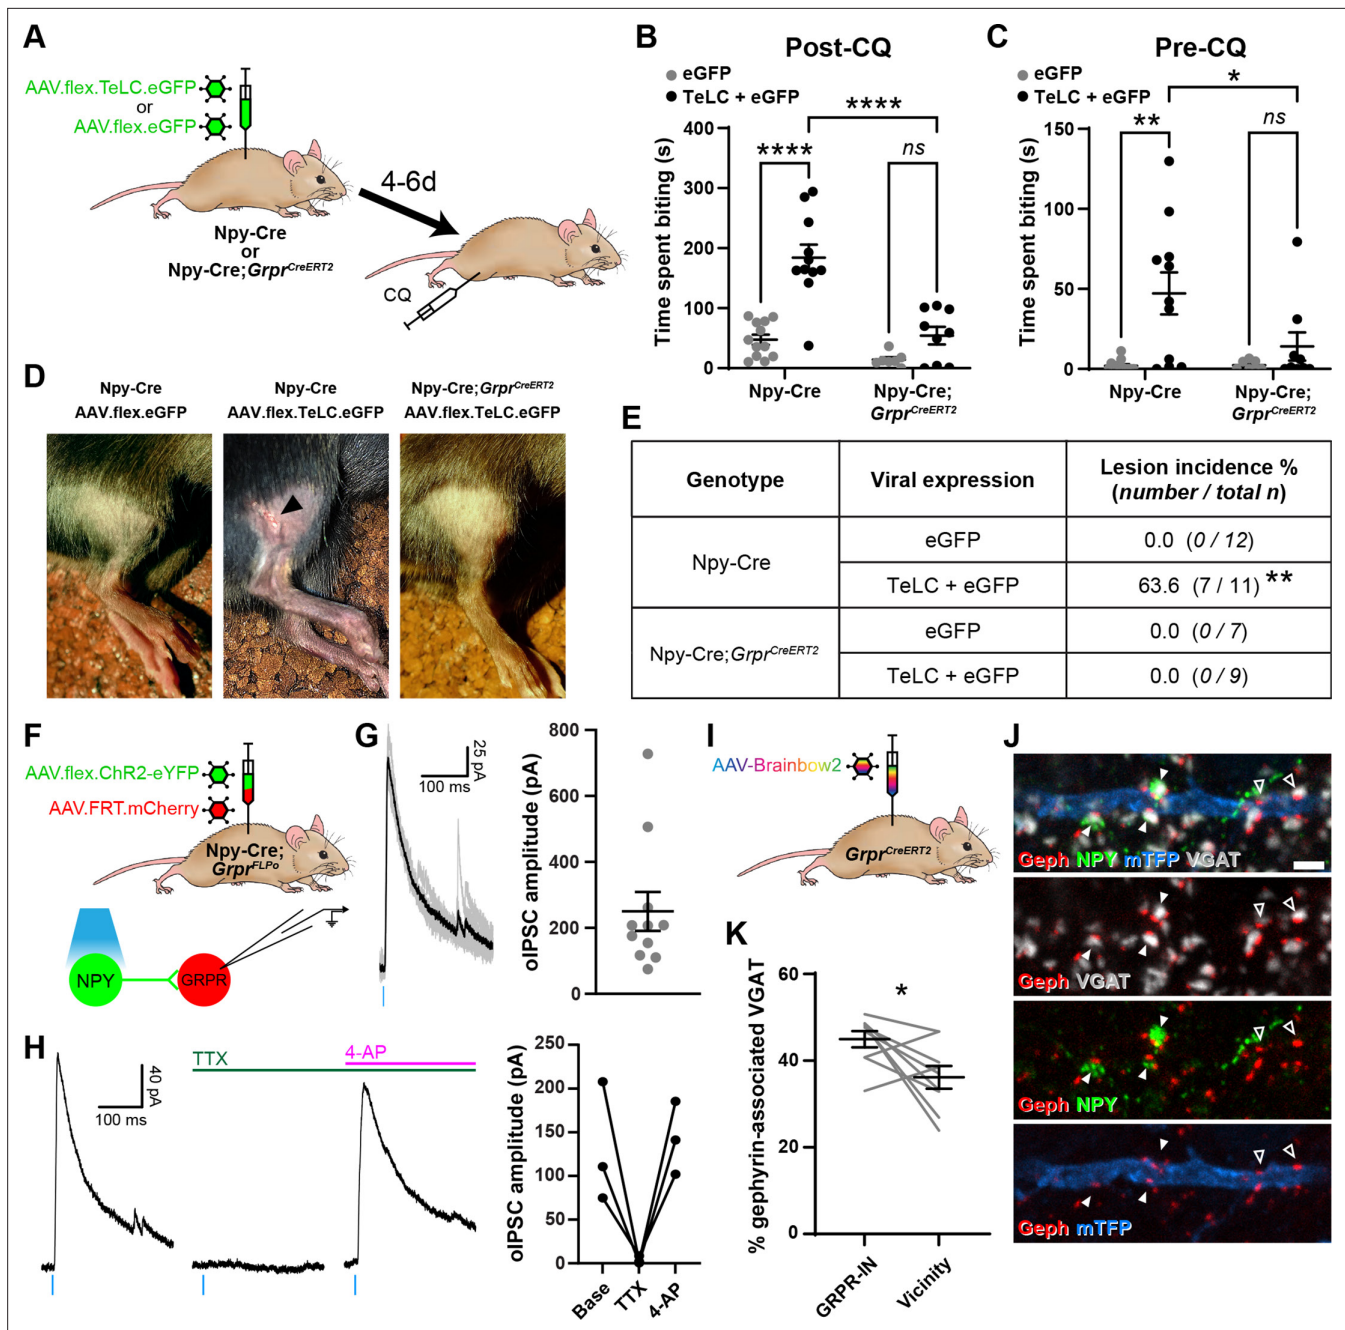 A
AAV.flex.TeLC.eGFP
or
AAV.flex.eGFP
Npy-Cre
or
Npy-Cre;GrprCreERT2
4-6d
CQ
B
Post-CQ
eGFP
TeLC + eGFP
****
****
ns
Time spent biting (s)
400
300
200
100
0
Npy-Cre
Npy-Cre;
GrprCreERT2
C
Pre-CQ
eGFP
TeLC + eGFP
*
**
ns
Time spent biting (s)
150
100
50
0
Npy-Cre
Npy-Cre;
GrprCreERT2
D
Npy-Cre
AAV.flex.eGFP
Npy-Cre
AAV.flex.TeLC.eGFP
Npy-Cre;GrprCreERT2
AAV.flex.TeLC.eGFP
E
Genotype
Viral expression
Lesion incidence %
(number / total n)
Npy-Cre
eGFP
0.0 (0 / 12)
TeLC + eGFP
63.6 (7 / 11) **
Npy-Cre;GrprCreERT2
eGFP
0.0 (0 / 7)
TeLC + eGFP
0.0 (0 / 9)
F
AAV.flex.ChR2-eYFP
AAV.FRT.mCherry
Npy-Cre;
GrprFLPo
NPY
GRPR
G
25 pA
100 ms
oIPSC amplitude (pA)
800
600
400
200
0
H
40 pA
100 ms
TTX
4-AP
oIPSC amplitude (pA)
250
200
150
100
50
0
Base
TTX
4-AP
I
AAV-Brainbow2
GrprCreERT2
J
Geph NPY mTFP VGAT
Geph VGAT
Geph NPY
Geph mTFP
K
% gephyrin-associated VGAT
60
40
20
0
*
GRPR-IN
Vicinity